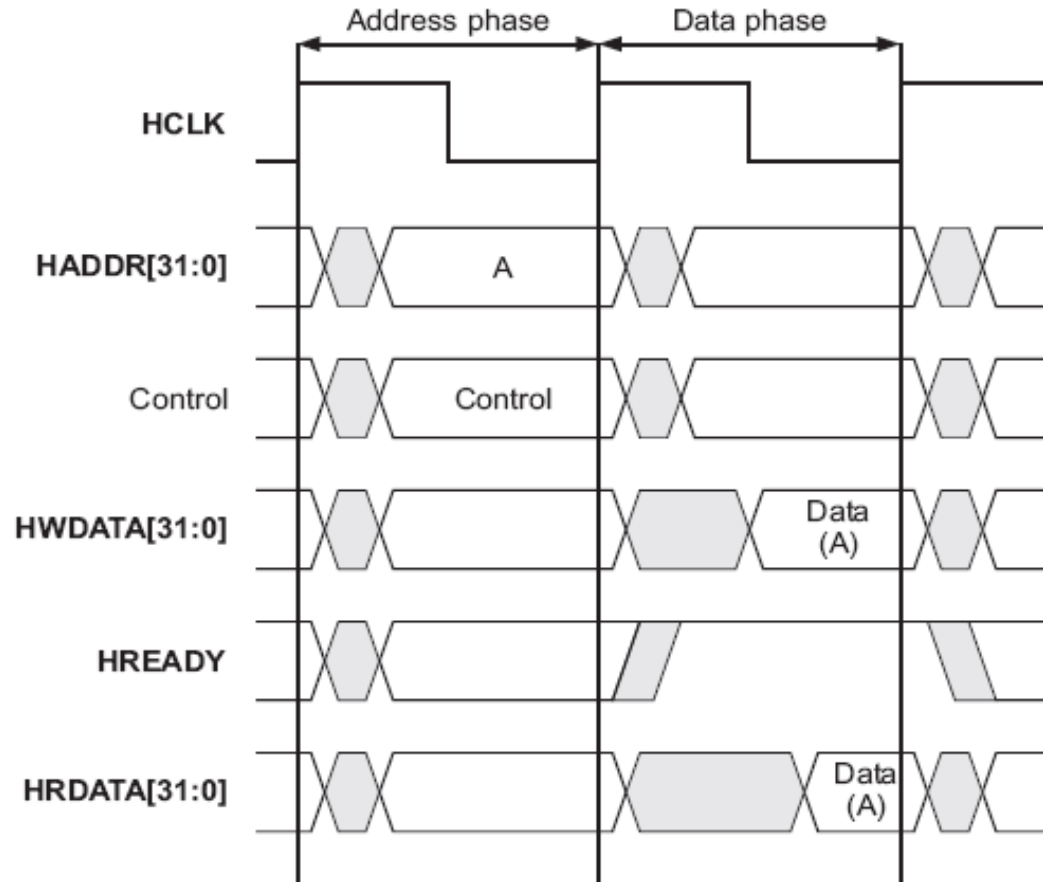 Address phase Data phase
HCLK
HADDR[31:0] A
Control Control
HWDATA[31:0] Data
(A)
HREADY
HRDATA[31:0] Data
(A)